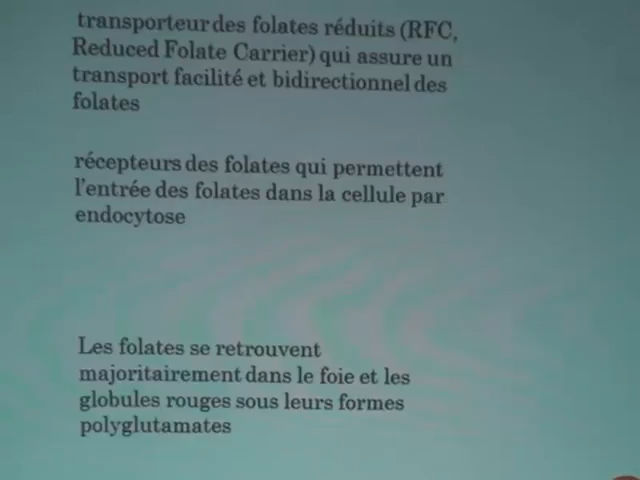 transporteur des folates réduits (RFC,
Reduced Folate Carrier) qui assure un
transport facilité et bidirectionnel des
folates
récepteurs des folates qui permettent
l'entrée des folates dans la cellule par
endocytose
Les folates se retrouvent
majoritairement dans le foie et les
globules rouges sous leurs formes
polyglutamates